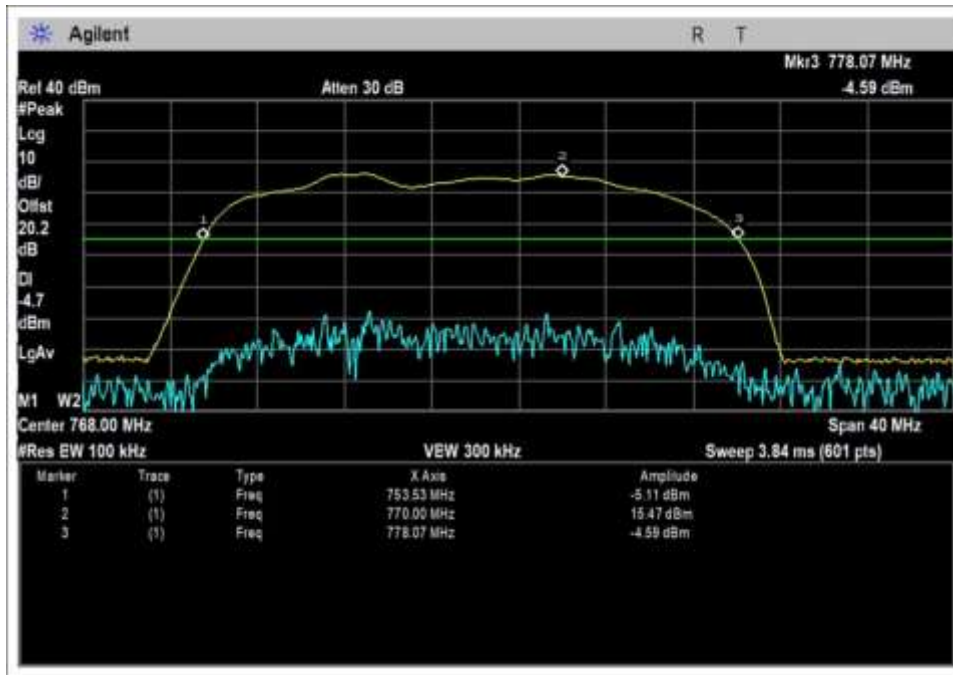 Agilent R T
Mkr3 778.07 MHz
Ref 40 dBm Atten 30 dB -4.59 dBm
#Peak
Log
10
dB/
Offst
20.2
dB
DI
-4.7
dBm
LgAv
M1 W2
1
2
3
Center 768.00 MHz Span 40 MHz
#Res BW 100 kHz VBW 300 kHz Sweep 3.84 ms (601 pts)
Marker Trace Type X Axis Amplitude
1 (1) Freq 753.53 MHz -5.11 dBm
2 (1) Freq 770.00 MHz 15.47 dBm
3 (1) Freq 778.07 MHz -4.59 dBm